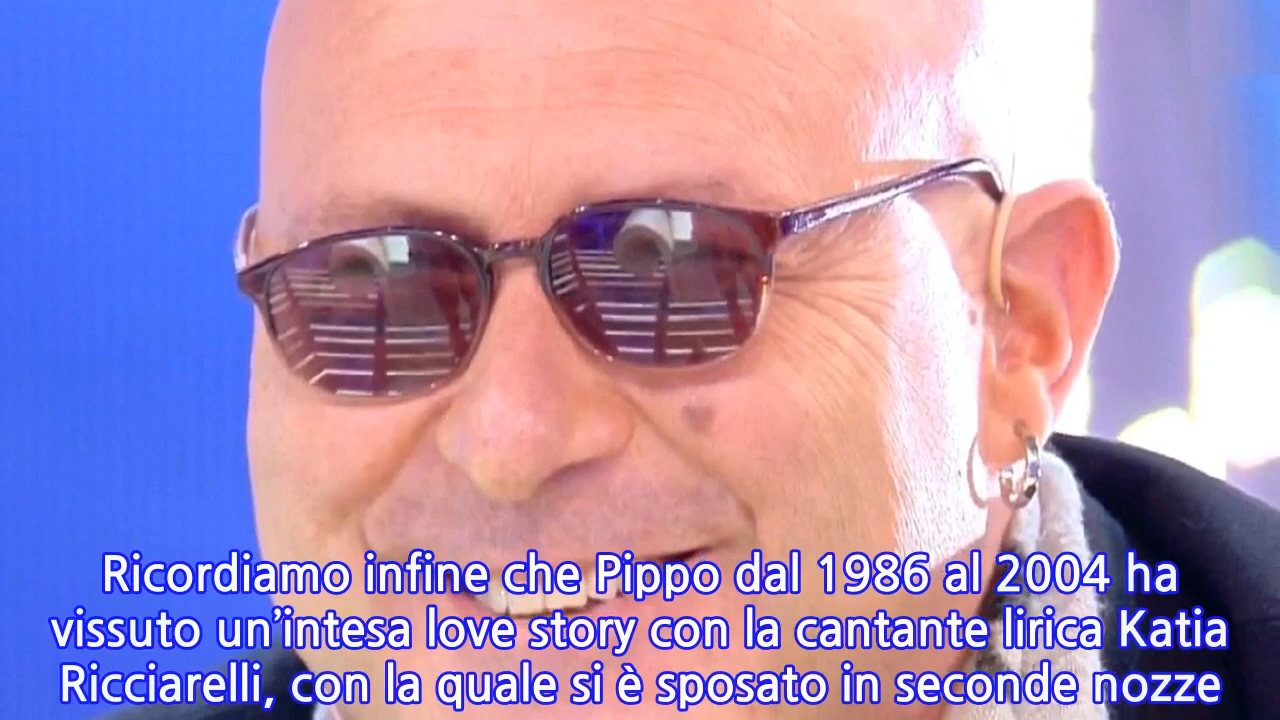 Ricordiamo infine che Pippo dal 1986 al 2004 ha
vissuto un'intesa love story con la cantante lirica Katia
Ricciarelli, con la quale si è sposato in seconde nozze